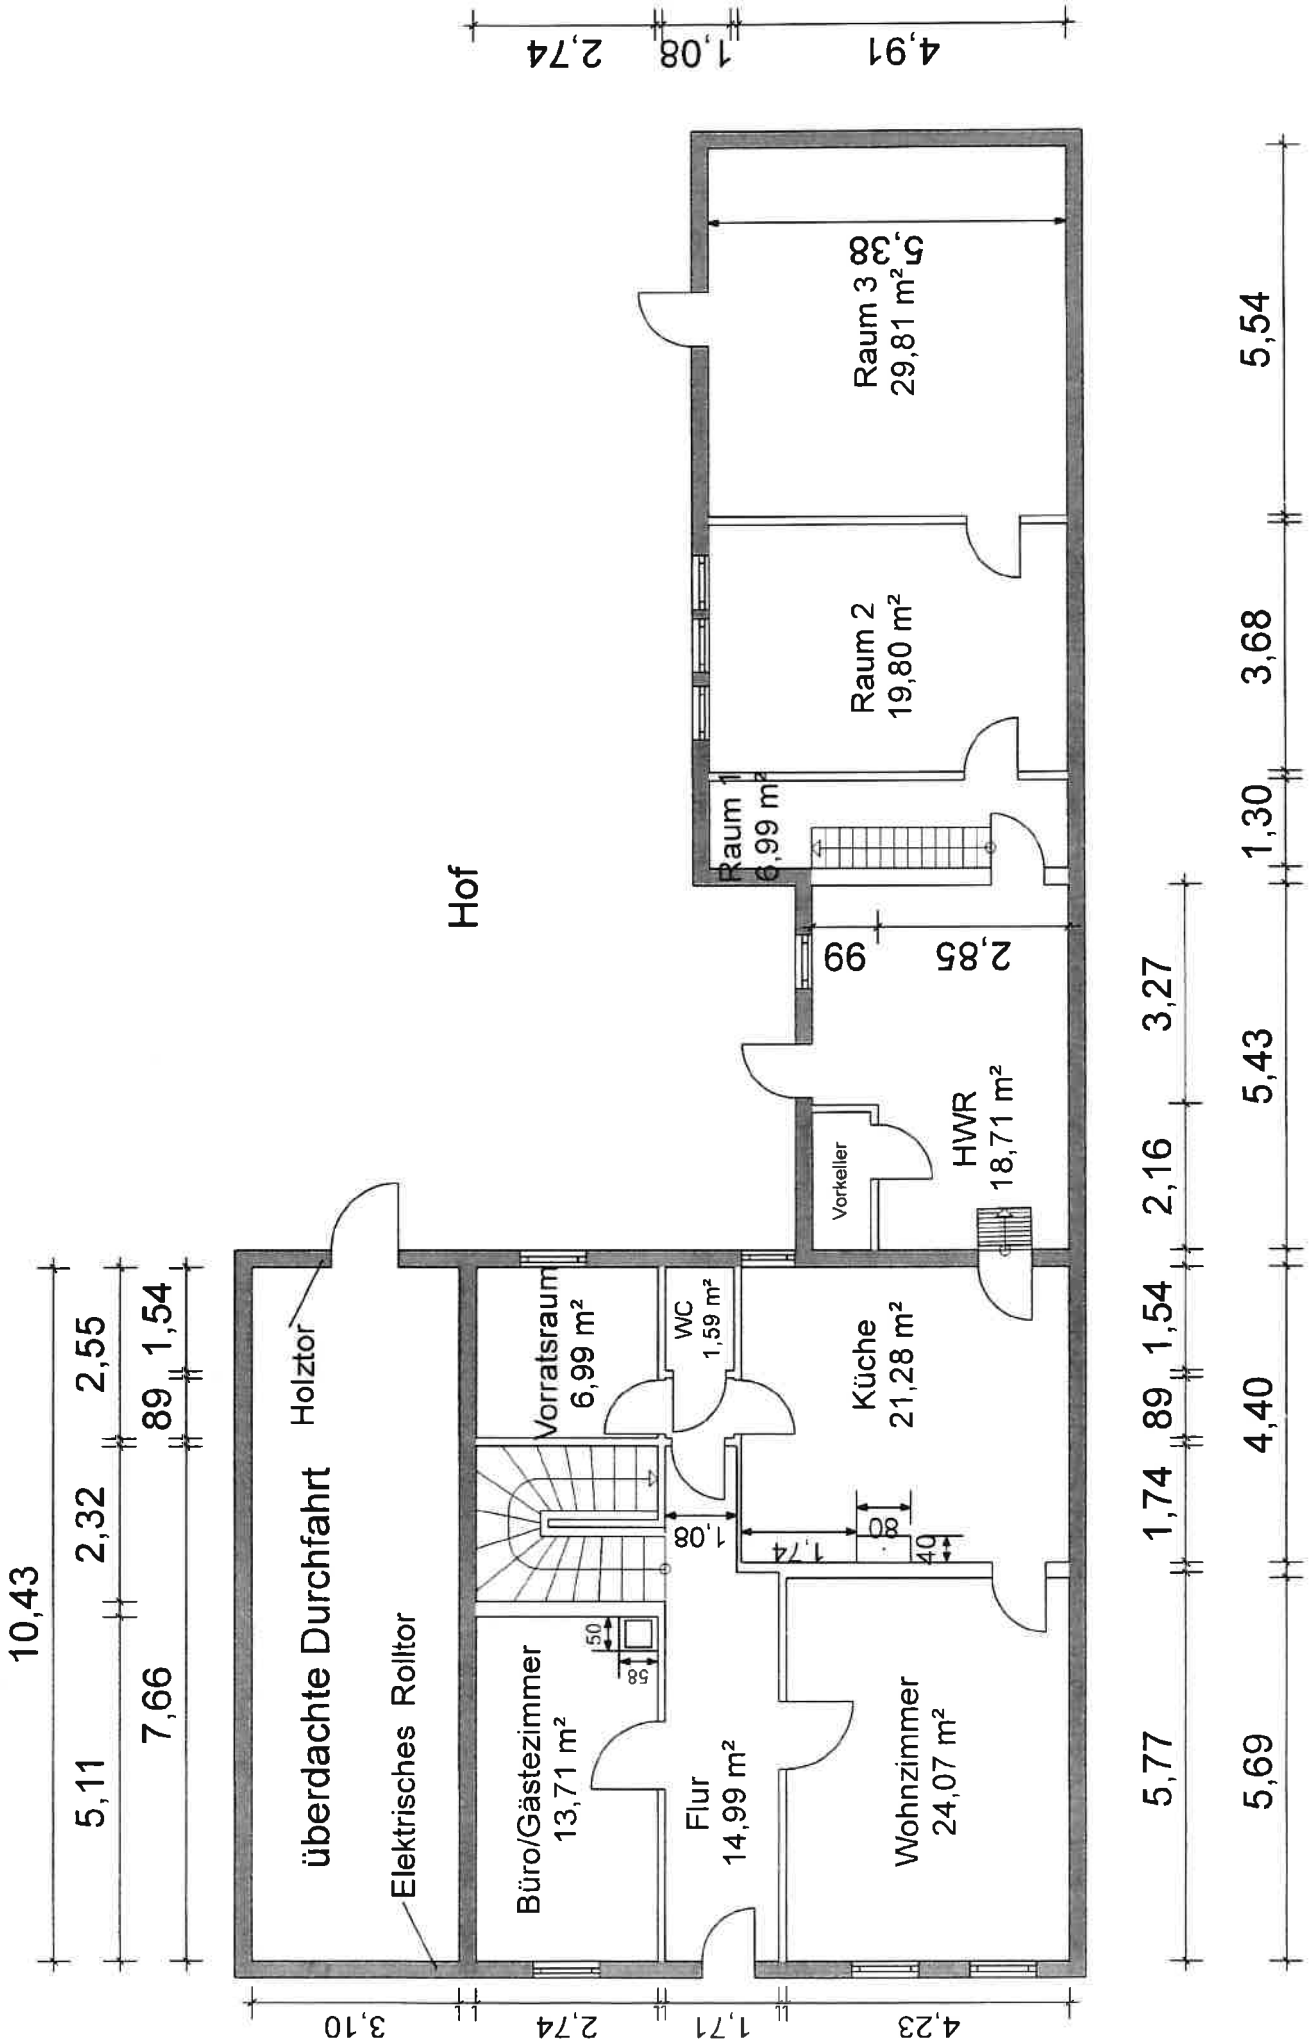 10,43
5,11
2,32
2,55
7,66
89
1,54
3,10
2,74
1,71
4,23
überdachte Durchfahrt
Holztor
Elektrisches Rolltor
Hof
Büro/Gästezimmer
13,71 m²
50
58
Vorratsraum
6,99 m²
WC
1,59 m²
Flur
14,99 m²
1,08
Wohnzimmer
24,07 m²
Küche
21,28 m²
1,74
80
40
Vorkeller
HWR
18,71 m²
99
2,85
Raum 1
6,99 m²
Raum 2
19,80 m²
Raum 3
29,81 m²
5,38
2,74
1,08
4,91
5,77
1,74
89
1,54
2,16
3,27
5,69
4,40
5,43
1,30
3,68
5,54